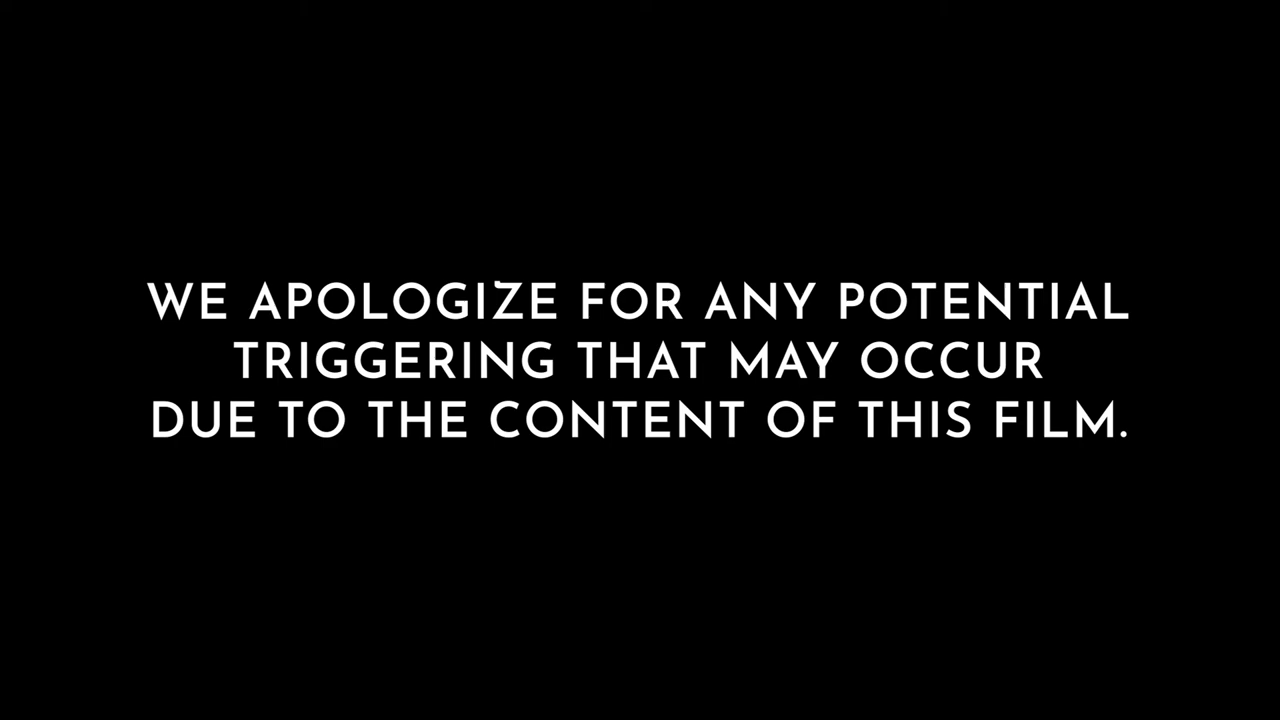 WE APOLOGIZE FOR ANY POTENTIAL
TRIGGERING THAT MAY OCCUR
DUE TO THE CONTENT OF THIS FILM.